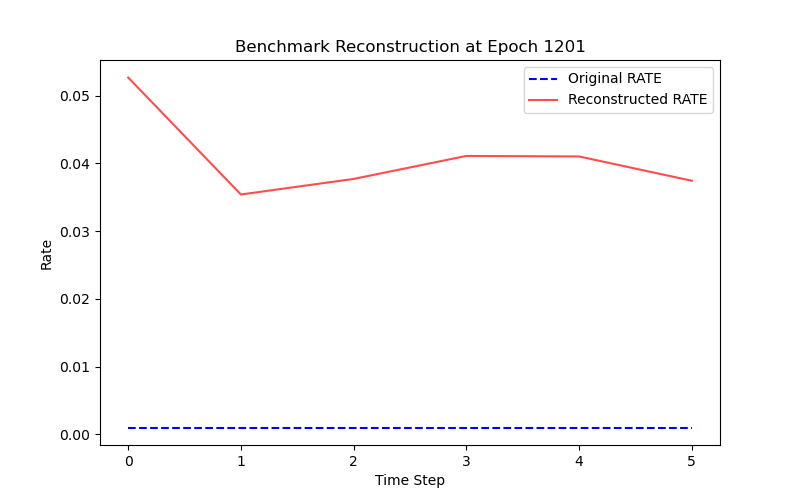 Benchmark Reconstruction at Epoch 1201
Original RATE
Reconstructed RATE
Rate
0.05
0.04
0.03
0.02
0.01
0.00
0 1 2 3 4 5
Time Step